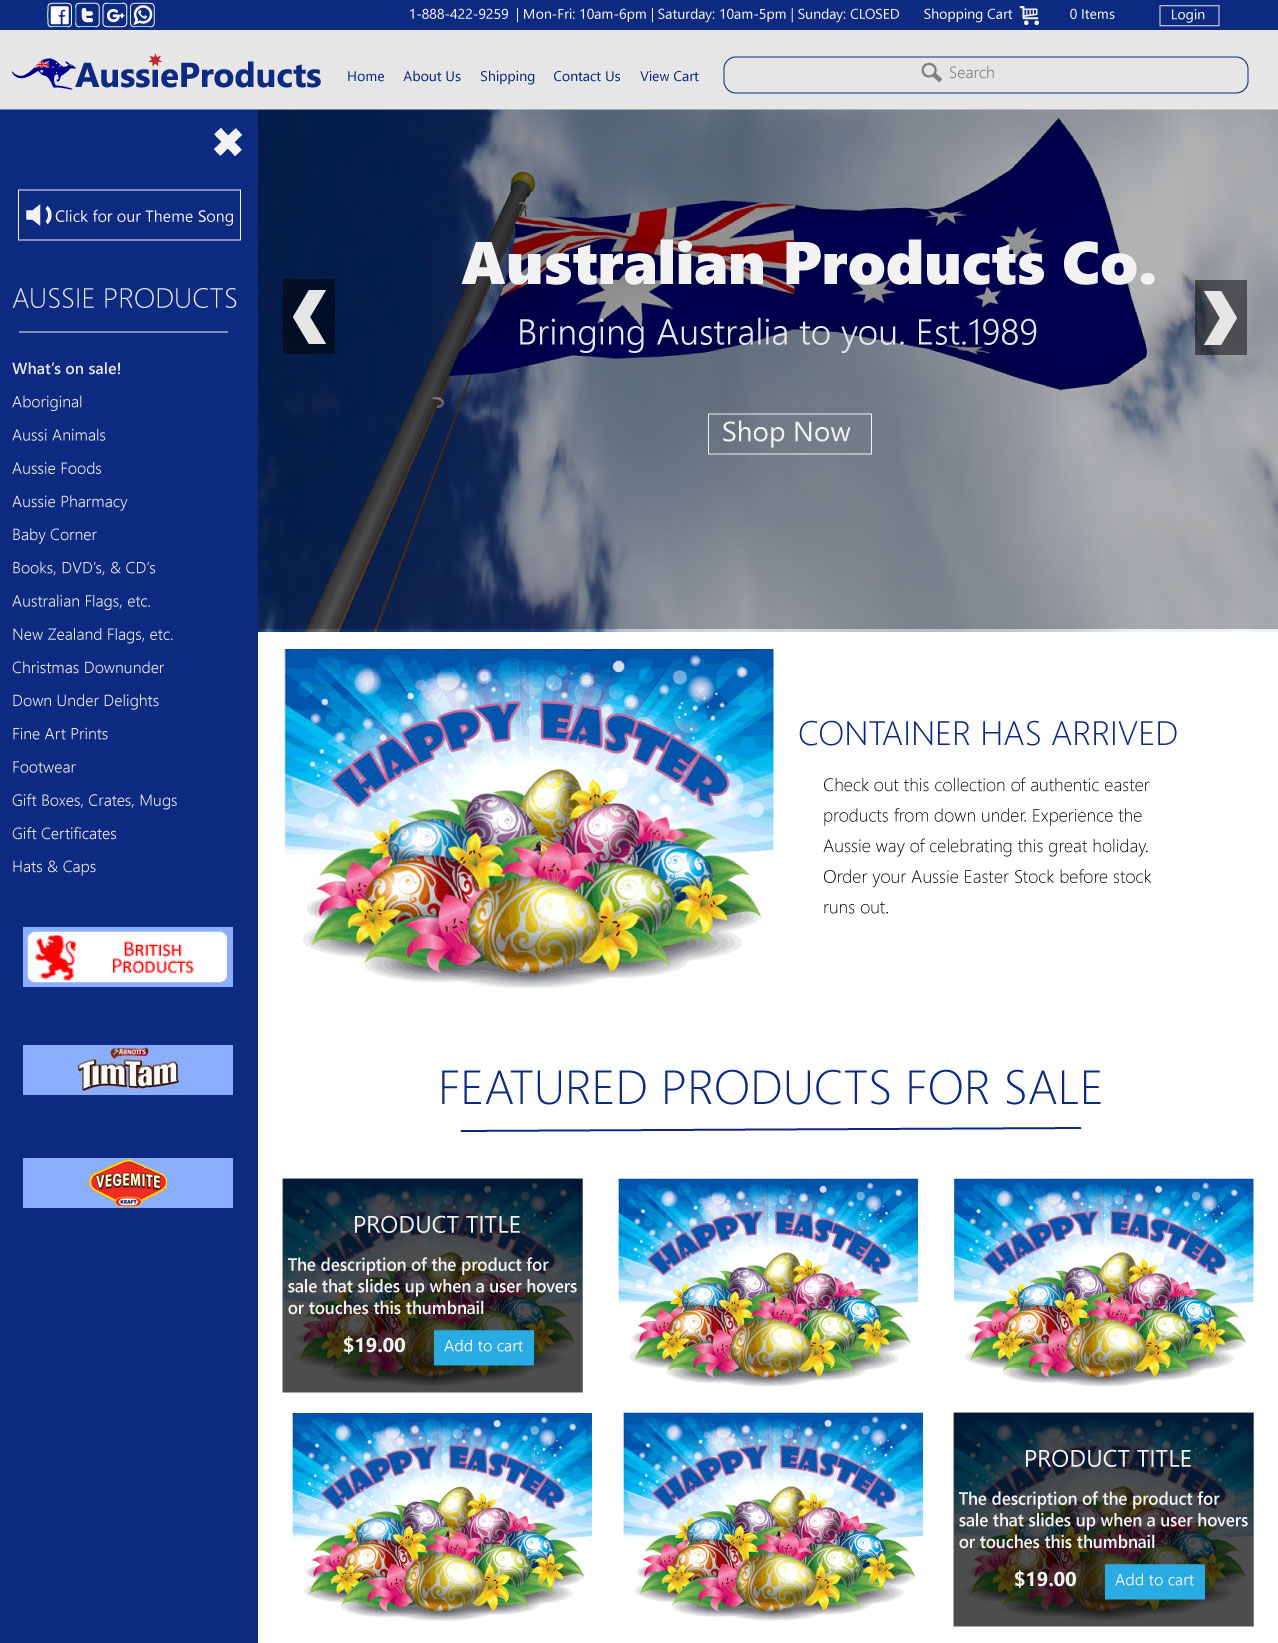 1-888-422-9259 | Mon-Fri: 10am-6pm | Saturday: 10am-5pm | Sunday: CLOSED Shopping Cart 0 Items Login
AussieProducts Home About Us Shipping Contact Us View Cart Search
Click for our Theme Song
AUSSIE PRODUCTS
What's on sale!
Aboriginal
Aussi Animals
Aussie Foods
Aussie Pharmacy
Baby Corner
Books, DVD's, & CD's
Australian Flags, etc.
New Zealand Flags, etc.
Christmas Downunder
Down Under Delights
Fine Art Prints
Footwear
Gift Boxes, Crates, Mugs
Gift Certificates
Hats & Caps
BRITISH
PRODUCTS
ARNOTT'S
TimTam
VEGEMITE
KRAFT
Australian Products Co.
Bringing Australia to you. Est.1989
Shop Now
HAPPY EASTER
CONTAINER HAS ARRIVED
Check out this collection of authentic easter
products from down under. Experience the
Aussie way of celebrating this great holiday.
Order your Aussie Easter Stock before stock
runs out.
FEATURED PRODUCTS FOR SALE
PRODUCT TITLE
The description of the product for
sale that slides up when a user hovers
or touches this thumbnail
$19.00 Add to cart
HAPPY EASTER
HAPPY EASTER
HAPPY EASTER
HAPPY EASTER
PRODUCT TITLE
The description of the product for
sale that slides up when a user hovers
or touches this thumbnail
$19.00 Add to cart